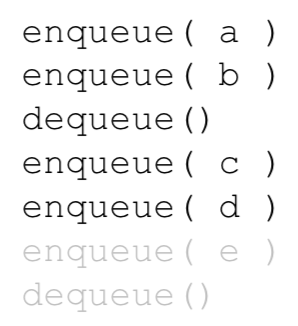 enqueue( a )
enqueue( b )
dequeue()
enqueue( c )
enqueue( d )
enqueue( e )
dequeue()